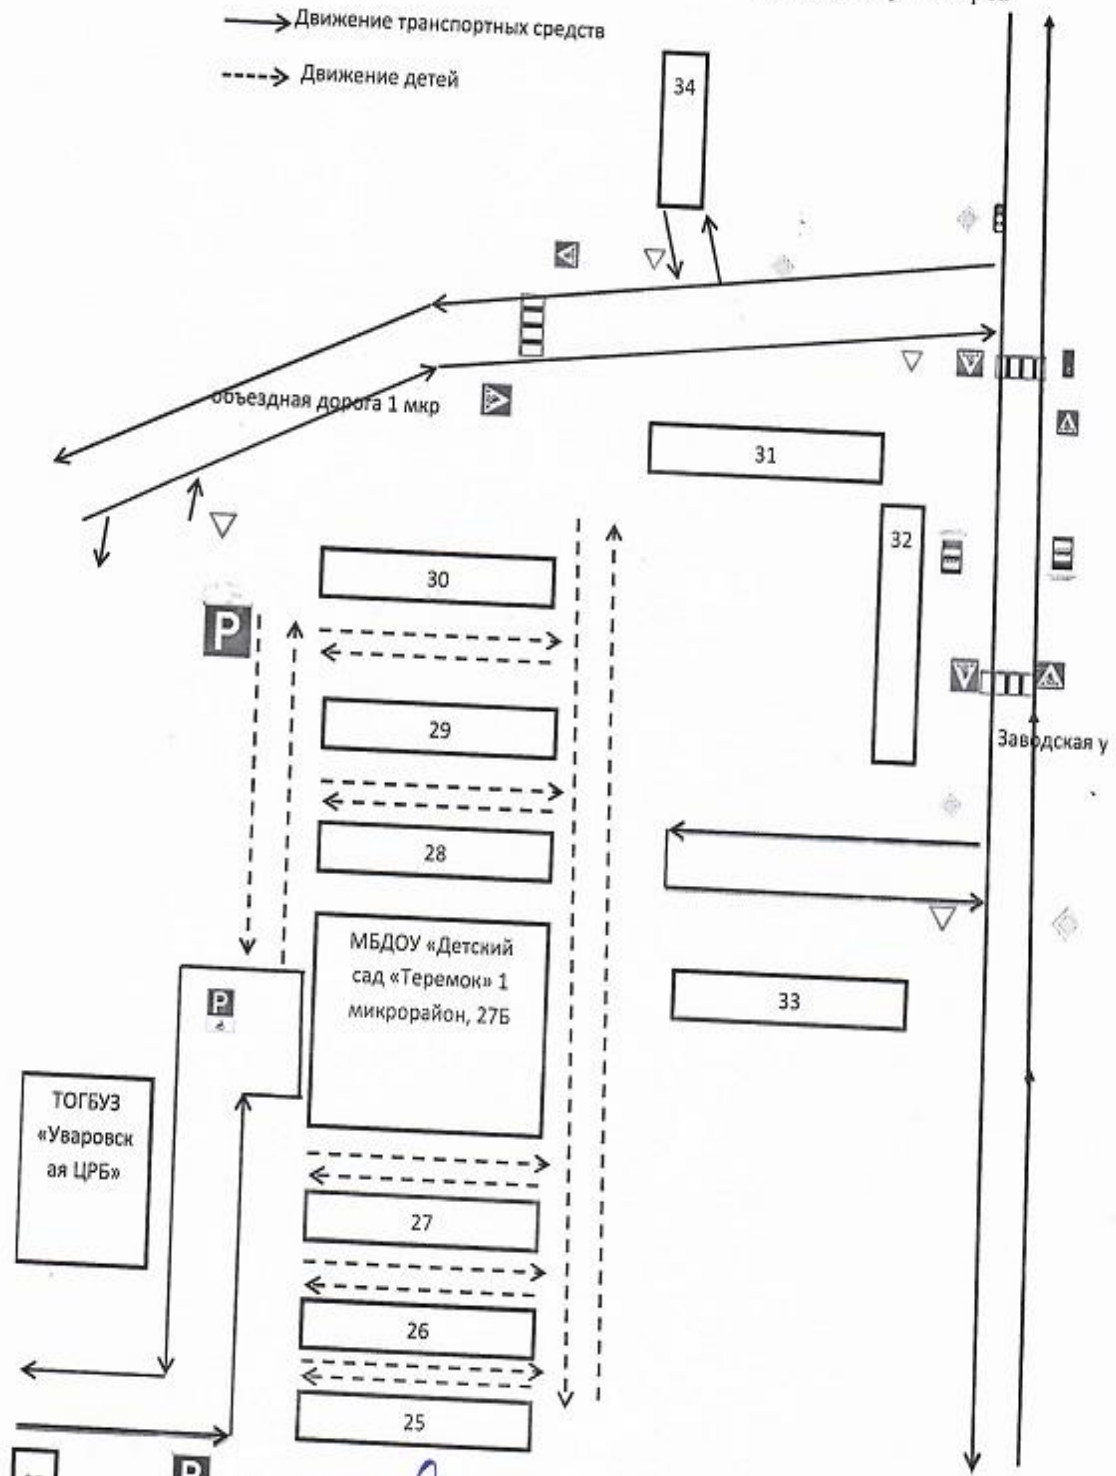 Движение транспортных средств
Движение детей
34
объездная дорога 1 мкр
31
32
30
P
29
Заводская у
28
МБДОУ «Детский
сад «Теремок» 1
микрорайон, 27Б
P
33
ТОГБУЗ
«Уваровск
ая ЦРБ»
27
26
25
P